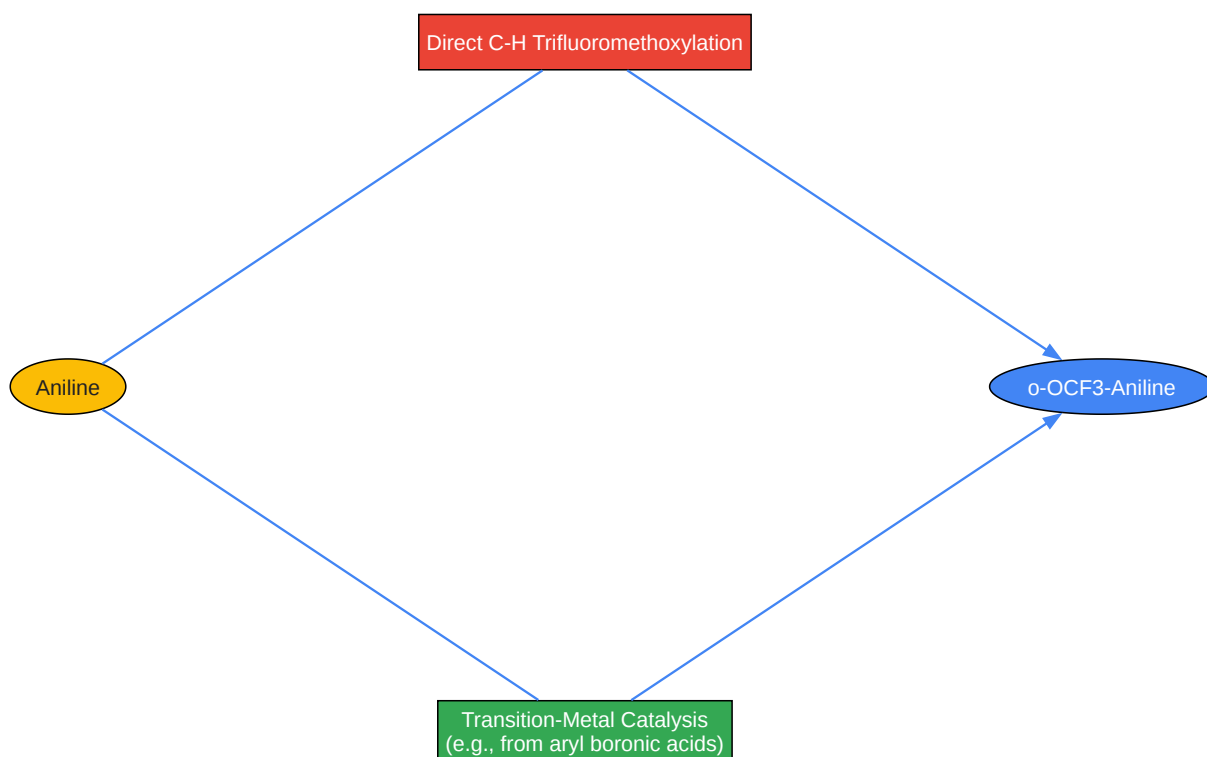 Direct C-H Trifluoromethoxylation
Aniline
o-OCF3-Aniline
Transition-Metal Catalysis
(e.g., from aryl boronic acids)